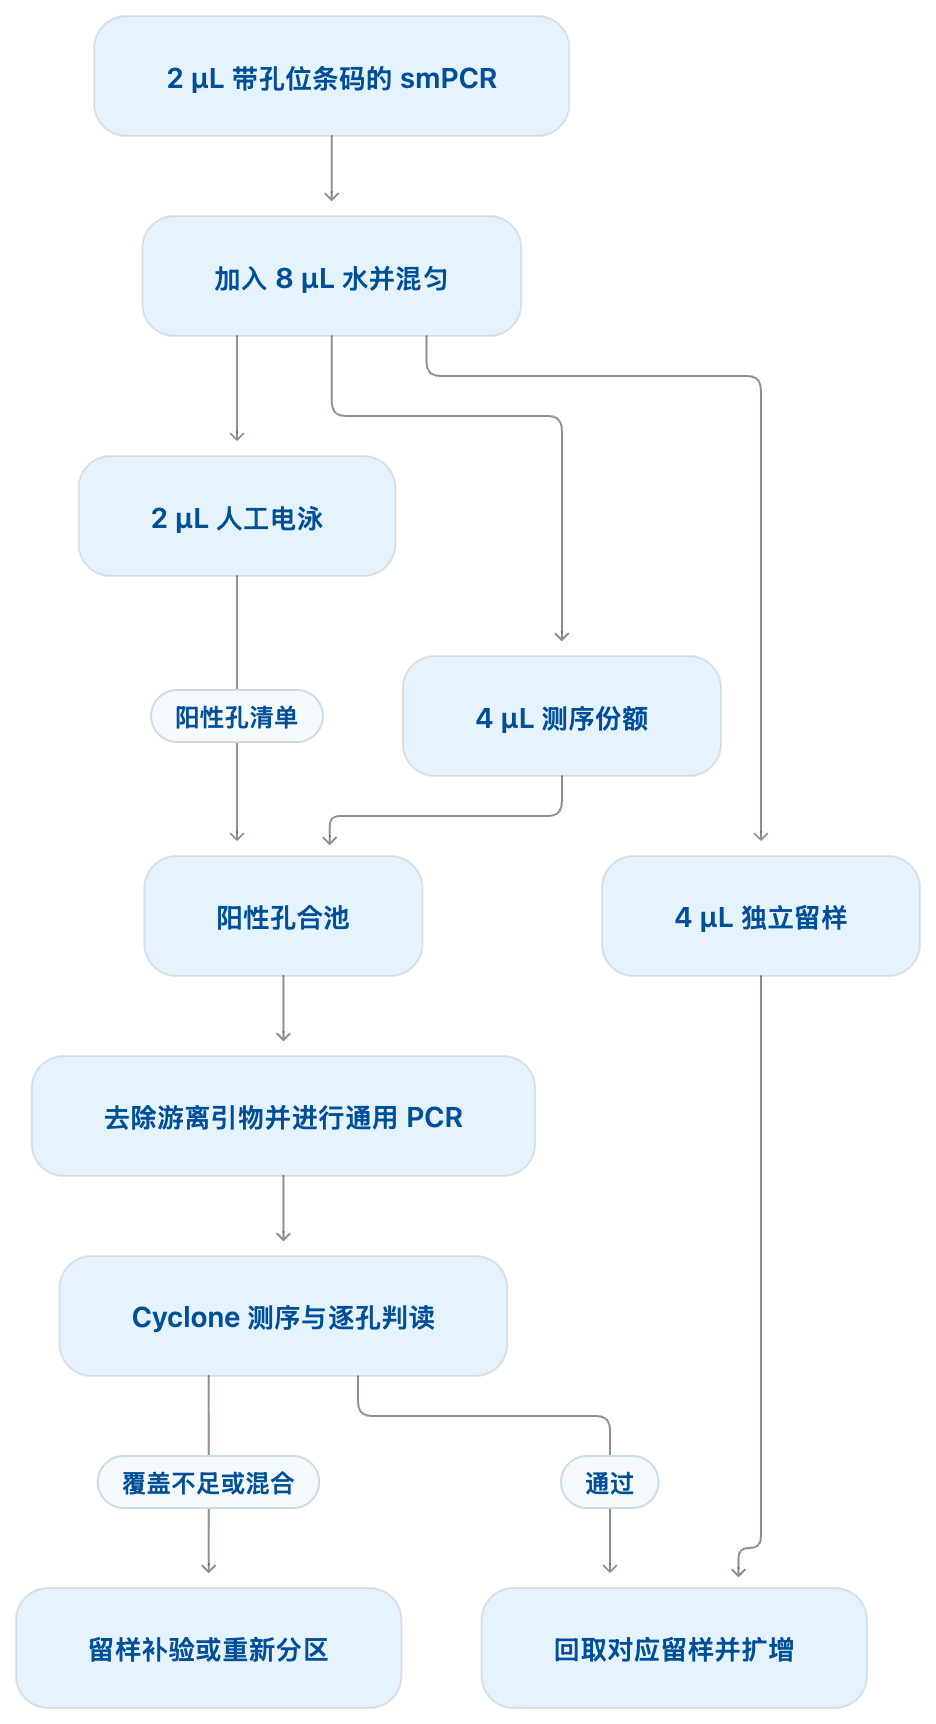 2 μL 带孔位条码的 smPCR
加入 8 μL 水并混匀
2 μL 人工电泳
阳性孔清单
4 μL 测序份额
阳性孔合池
4 μL 独立留样
去除游离引物并进行通用 PCR
Cyclone 测序与逐孔判读
覆盖不足或混合
通过
留样补验或重新分区
回取对应留样并扩增